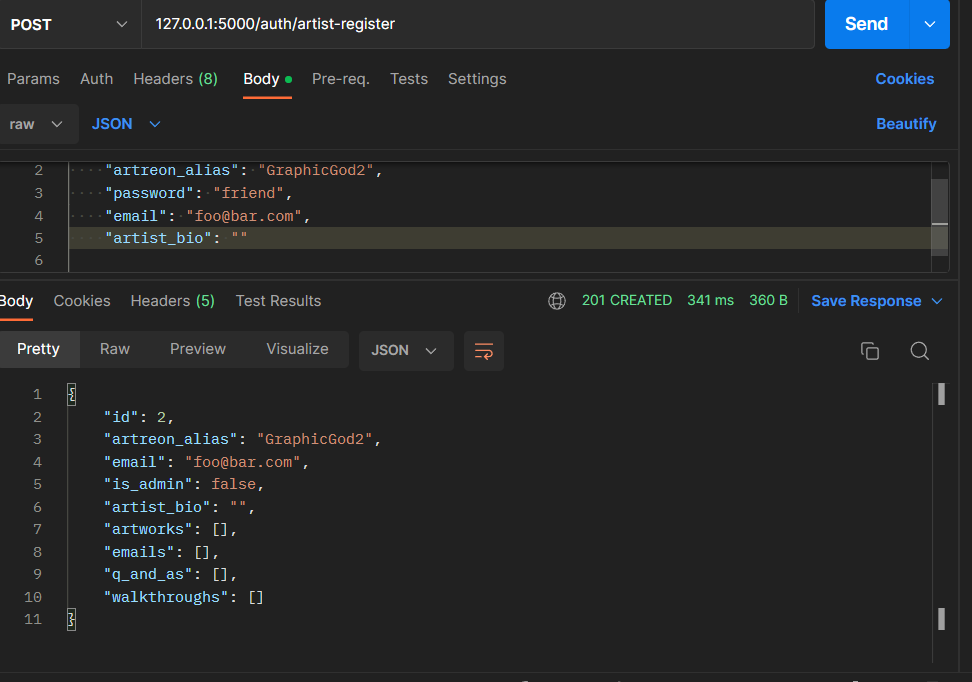 POST 127.0.0.1:5000/auth/artist-register Send
Params Auth Headers (8) Body Pre-req. Tests Settings Cookies
raw JSON Beautify
2 "artreon_alias": "GraphicGod2",
3 "password": "friend",
4 "email": "foo@bar.com",
5 "artist_bio": ""
6
Body Cookies Headers (5) Test Results 201 CREATED 341 ms 360 B Save Response
Pretty Raw Preview Visualize JSON
1 {
2 "id": 2,
3 "artreon_alias": "GraphicGod2",
4 "email": "foo@bar.com",
5 "is_admin": false,
6 "artist_bio": "",
7 "artworks": [],
8 "emails": [],
9 "q_and_as": [],
10 "walkthroughs": []
11 }